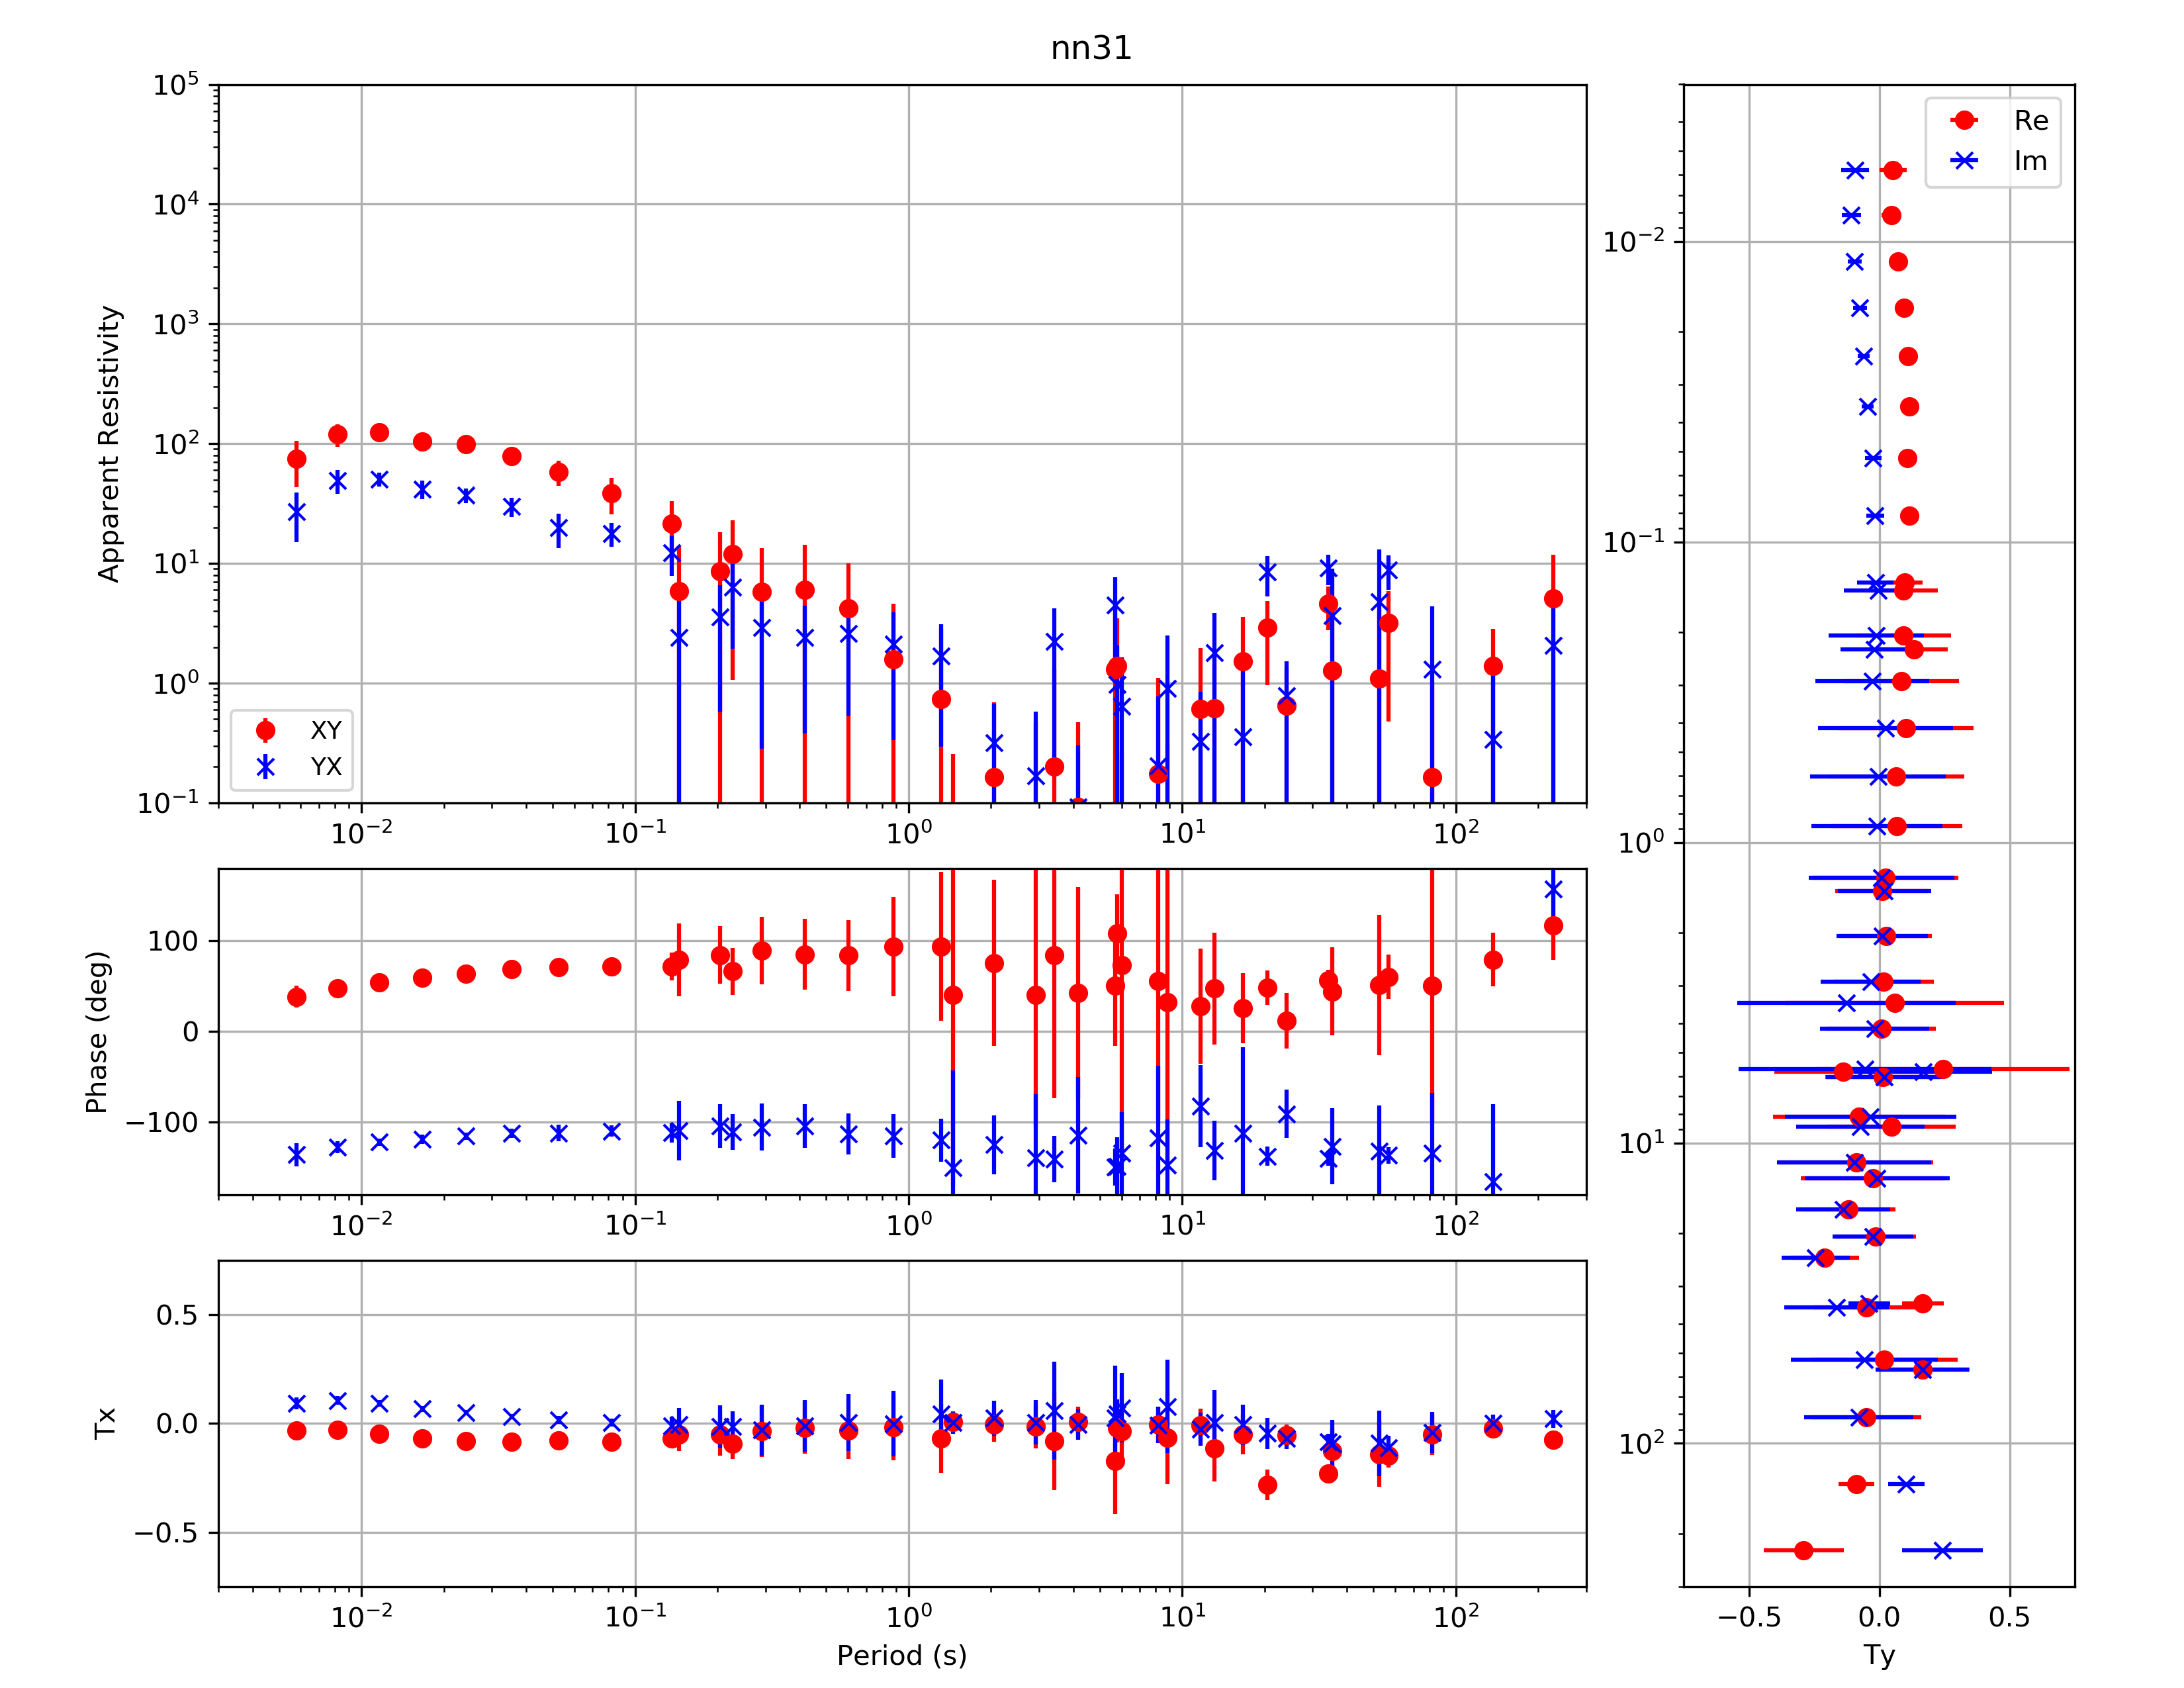 nn31
10^5
10^4
10^3
10^2
10^1
10^0
10^-1
Apparent Resistivity
XY
YX
10^-2 10^-1 10^0 10^1 10^2
100
0
−100
Phase (deg)
10^-2 10^-1 10^0 10^1 10^2
0.5
0.0
−0.5
Tx
10^-2 10^-1 10^0 10^1 10^2
Period (s)
Re
Im
10^-2
10^-1
10^0
10^1
10^2
−0.5 0.0 0.5
Ty